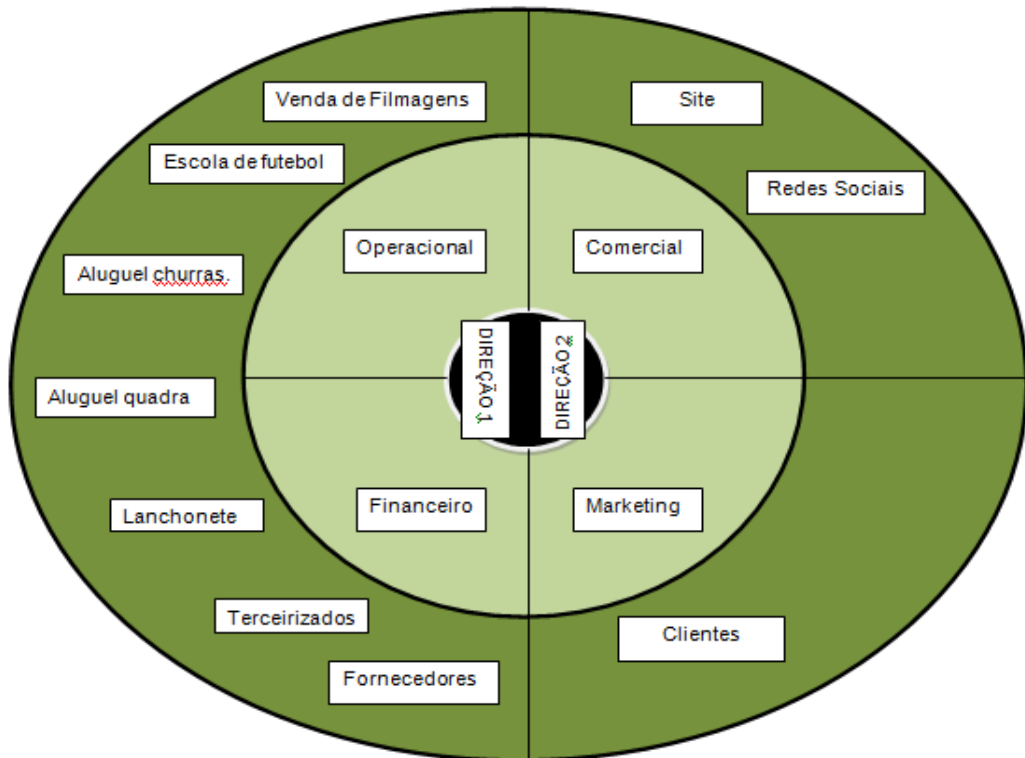 Venda de Filmagens
Site
Escola de futebol
Redes Sociais
Operacional
Comercial
Aluguel churras.
DIREÇÃO 1
DIREÇÃO 2
Aluguel quadra
Financeiro
Marketing
Lanchonete
Terceirizados
Clientes
Fornecedores